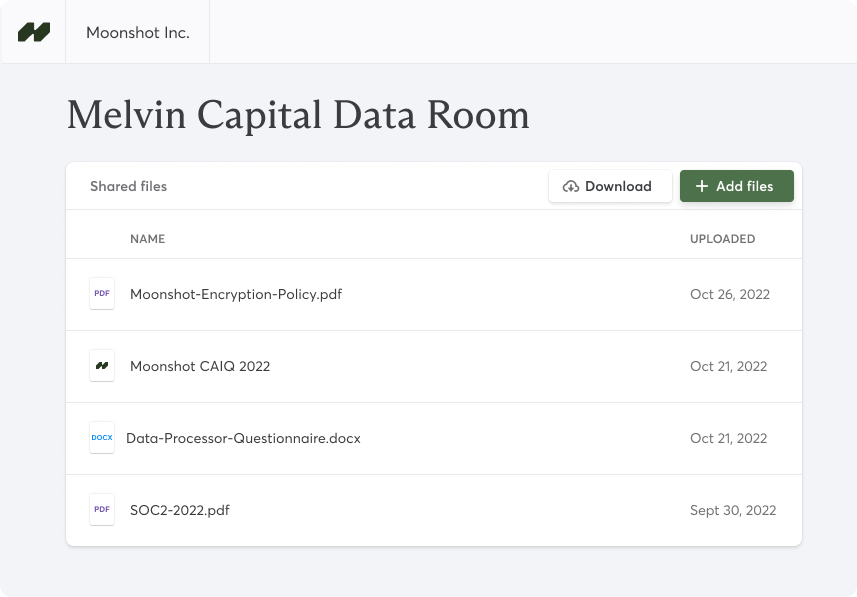 Moonshot Inc.
Melvin Capital Data Room
Shared files
Download
+ Add files
NAME UPLOADED
PDF Moonshot-Encryption-Policy.pdf Oct 26, 2022
Moonshot CAIQ 2022 Oct 21, 2022
DOCX Data-Processor-Questionnaire.docx Oct 21, 2022
PDF SOC2-2022.pdf Sept 30, 2022